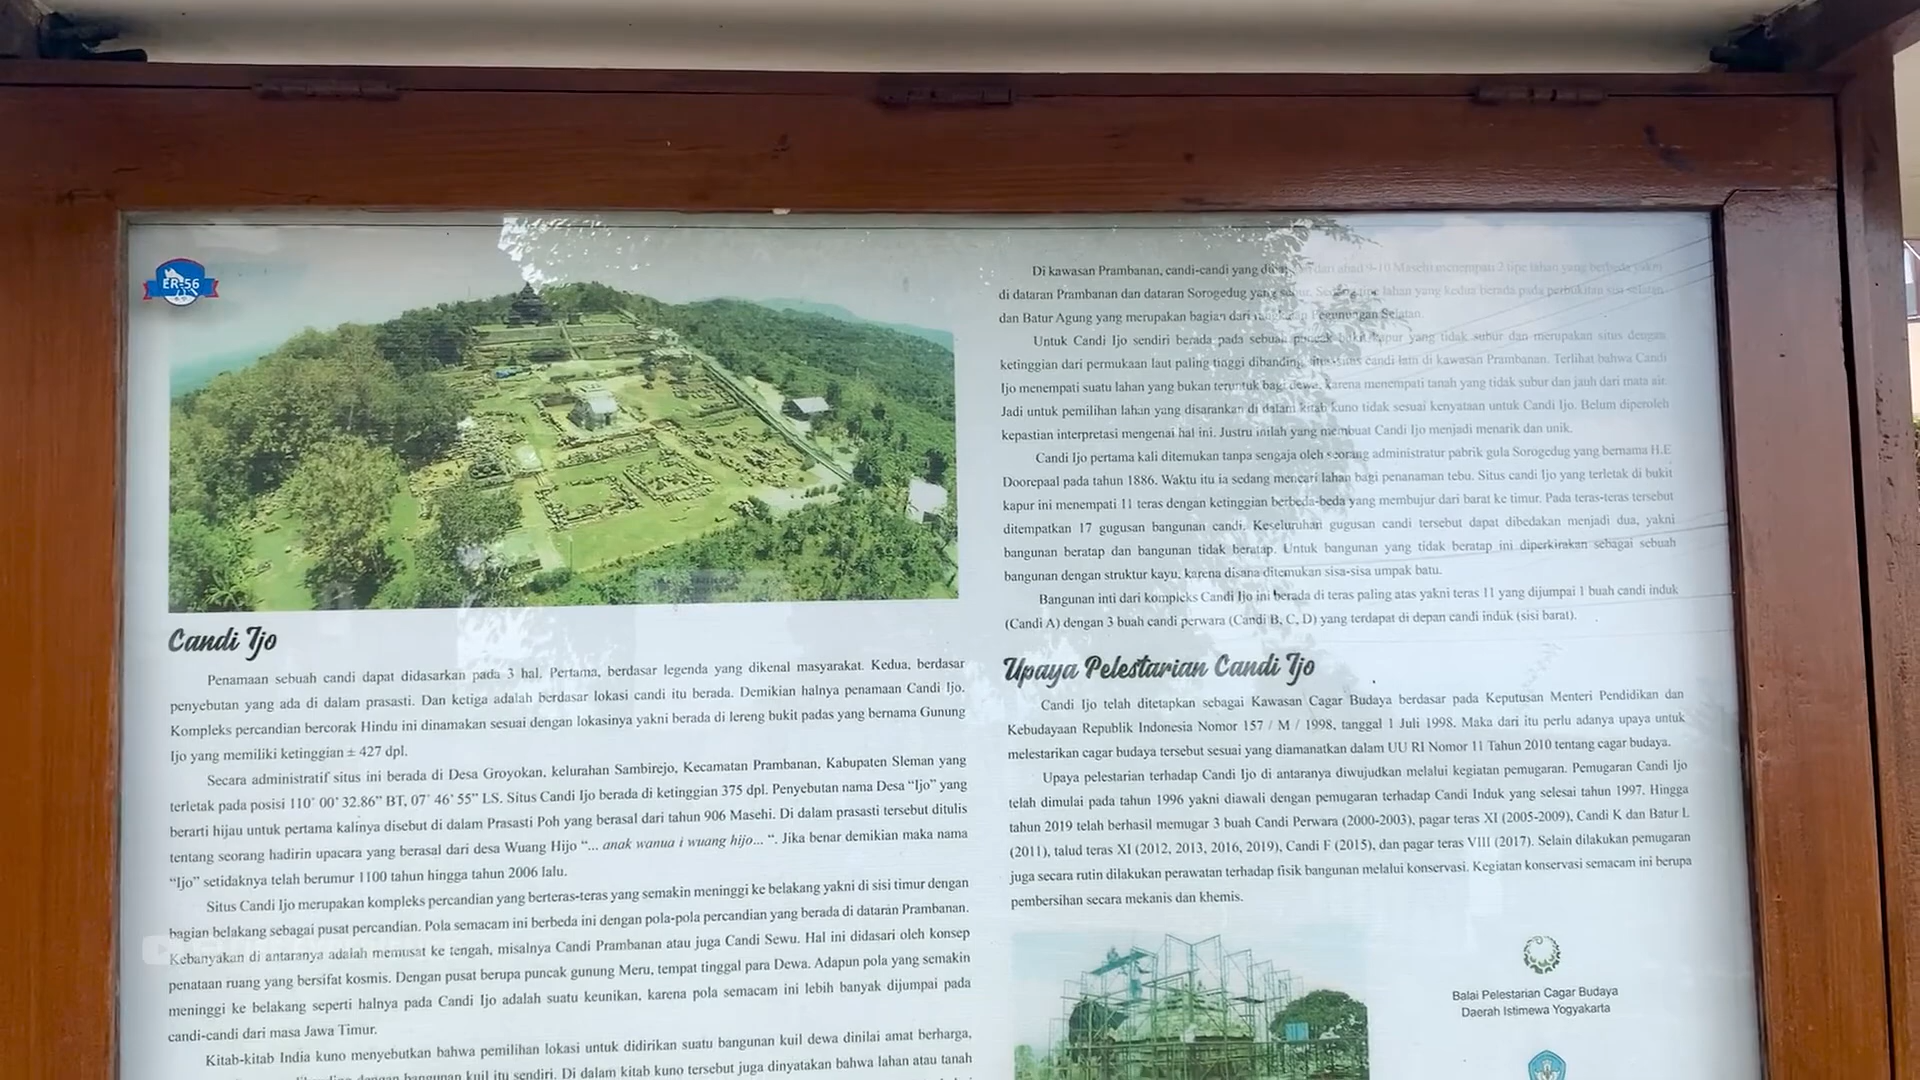 ER-56
Candi Ijo
Penamaan sebuah candi dapat didasarkan pada 3 hal. Pertama, berdasar legenda yang dikenal masyarakat. Kedua, berdasar
penyebutan yang ada di dalam prasasti. Dan ketiga adalah berdasar lokasi candi itu berada. Demikian halnya penamaan Candi Ijo.
Kompleks percandian bercorak Hindu ini dinamakan sesuai dengan lokasinya yakni berada di lereng bukit padas yang bernama Gunung
Ijo yang memiliki ketinggian ± 427 dpl.
Secara administratif situs ini berada di Desa Groyokan, kelurahan Sambirejo, Kecamatan Prambanan, Kabupaten Sleman yang
terletak pada posisi 110° 00' 32.86" BT, 07° 46' 55" LS. Situs Candi Ijo berada di ketinggian 375 dpl. Penyebutan nama Desa “Ijo” yang
berarti hijau untuk pertama kalinya disebut di dalam Prasasti Poh yang berasal dari tahun 906 Masehi. Di dalam prasasti tersebut ditulis
tentang seorang hadirin upacara yang berasal dari desa Wuang Hijo “... anak wanua i wuang hijo... “. Jika benar demikian maka nama
“Ijo” setidaknya telah berumur 1100 tahun hingga tahun 2006 lalu.
Situs Candi Ijo merupakan kompleks percandian yang berteras-teras yang semakin meninggi ke belakang yakni di sisi timur dengan
bagian belakang sebagai pusat percandian. Pola semacam ini berbeda ini dengan pola-pola percandian yang berada di dataran Prambanan.
Kebanyakan di antaranya adalah memusat ke tengah, misalnya Candi Prambanan atau juga Candi Sewu. Hal ini didasari oleh konsep
penataan ruang yang bersifat kosmis. Dengan pusat berupa puncak gunung Meru, tempat tinggal para Dewa. Adapun pola yang semakin
meninggi ke belakang seperti halnya pada Candi Ijo adalah suatu keunikan, karena pola semacam ini lebih banyak dijumpai pada
candi-candi dari masa Jawa Timur.
Kitab-kitab India kuno menyebutkan bahwa pemilihan lokasi untuk didirikan suatu bangunan kuil dewa dinilai amat berharga,
dengan bangunan kuil itu sendiri. Di dalam kitab kuno tersebut juga dinyatakan bahwa lahan atau tanah
Di kawasan Prambanan, candi-candi yang dari abad 9-10 Masehi menempati 2 tipe lahan yang berbeda yakni
di dataran Prambanan dan dataran Sorogedug yang subur. Sedang tipe lahan yang kedua berada pada perbukitan sisi selatan
dan Batur Agung yang merupakan bagian dari rangkaian Pegunungan Selatan.
Untuk Candi Ijo sendiri berada pada sebuah puncak bukit kapur yang tidak subur dan merupakan situs dengan
ketinggian dari permukaan laut paling tinggi dibanding situs-situs candi lain di kawasan Prambanan. Terlihat bahwa Candi
Ijo menempati suatu lahan yang bukan teruntuk bagi dewa, karena menempati tanah yang tidak subur dan jauh dari mata air.
Jadi untuk pemilihan lahan yang disarankan di dalam kitab kuno tidak sesuai kenyataan untuk Candi Ijo. Belum diperoleh
kepastian interpretasi mengenai hal ini. Justru inilah yang membuat Candi Ijo menjadi menarik dan unik.
Candi Ijo pertama kali ditemukan tanpa sengaja oleh seorang administratur pabrik gula Sorogedug yang bernama H.E
Doorepaal pada tahun 1886. Waktu itu ia sedang mencari lahan bagi penanaman tebu. Situs candi Ijo yang terletak di bukit
kapur ini menempati 11 teras dengan ketinggian berbeda-beda yang membujur dari barat ke timur. Pada teras-teras tersebut
ditempatkan 17 gugusan bangunan candi. Keseluruhan gugusan candi tersebut dapat dibedakan menjadi dua, yakni
bangunan beratap dan bangunan tidak beratap. Untuk bangunan yang tidak beratap ini diperkirakan sebagai sebuah
bangunan dengan struktur kayu, karena disana ditemukan sisa-sisa umpak batu.
Bangunan inti dari kompleks Candi Ijo ini berada di teras paling atas yakni teras 11 yang dijumpai 1 buah candi induk
(Candi A) dengan 3 buah candi perwara (Candi B, C, D) yang terdapat di depan candi induk (sisi barat).
Upaya Pelestarian Candi Ijo
Candi Ijo telah ditetapkan sebagai Kawasan Cagar Budaya berdasar pada Keputusan Menteri Pendidikan dan
Kebudayaan Republik Indonesia Nomor 157 / M / 1998, tanggal 1 Juli 1998. Maka dari itu perlu adanya upaya untuk
melestarikan cagar budaya tersebut sesuai yang diamanatkan dalam UU RI Nomor 11 Tahun 2010 tentang cagar budaya.
Upaya pelestarian terhadap Candi Ijo di antaranya diwujudkan melalui kegiatan pemugaran. Pemugaran Candi Ijo
telah dimulai pada tahun 1996 yakni diawali dengan pemugaran terhadap Candi Induk yang selesai tahun 1997. Hingga
tahun 2019 telah berhasil memugar 3 buah Candi Perwara (2000-2003), pagar teras XI (2005-2009), Candi K dan Batur L
(2011), talud teras XI (2012, 2013, 2016, 2019), Candi F (2015), dan pagar teras VIII (2017). Selain dilakukan pemugaran
juga secara rutin dilakukan perawatan terhadap fisik bangunan melalui konservasi. Kegiatan konservasi semacam ini berupa
pembersihan secara mekanis dan khemis.
Balai Pelestarian Cagar Budaya
Daerah Istimewa Yogyakarta